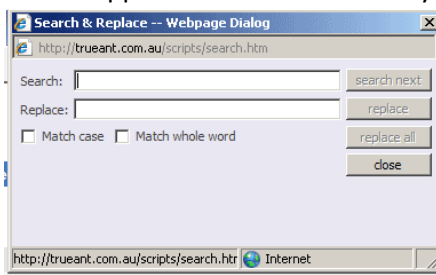 Search & Replace -- Webpage Dialog
http://trueant.com.au/scripts/search.htm
Search: search next
Replace: replace
Match case Match whole word replace all
close
http://trueant.com.au/scripts/search.htr Internet